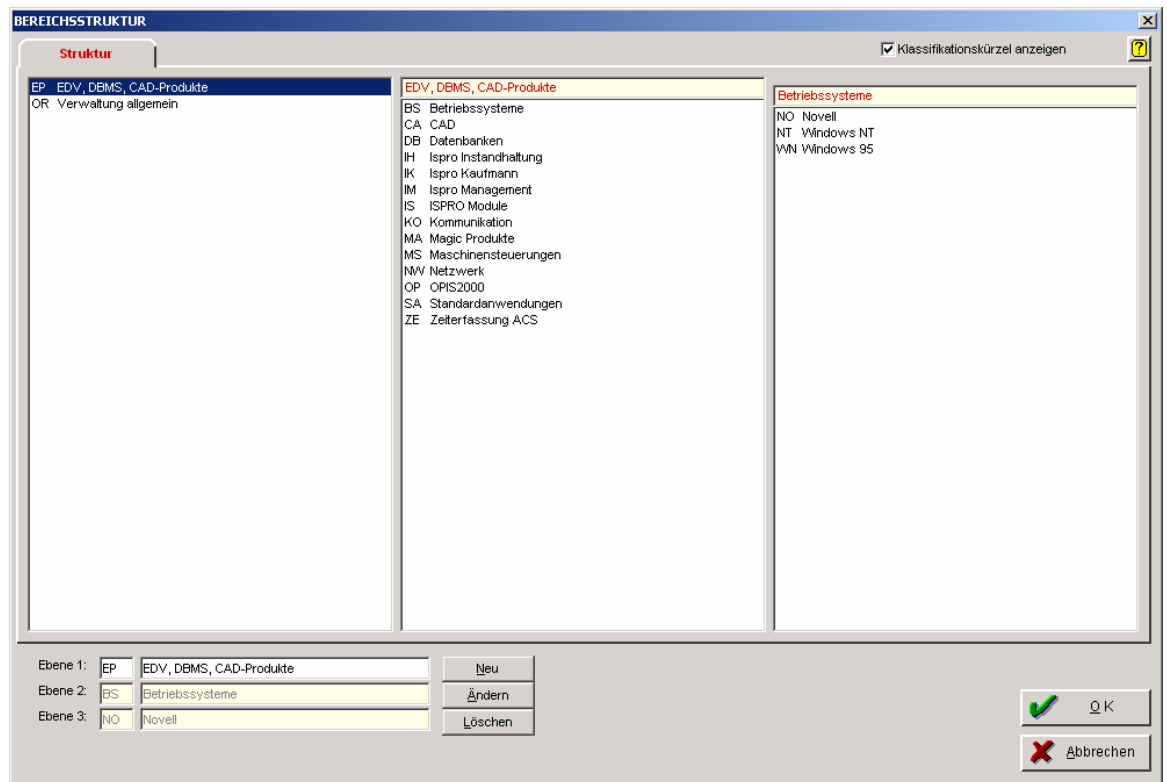 BEREICHSSTRUKTUR
Struktur
Klassifikationskürzel anzeigen
?
EP EDV, DBMS, CAD-Produkte
OR Verwaltung allgemein
EDV, DBMS, CAD-Produkte
BS Betriebssysteme
CA CAD
DB Datenbanken
IH Ispro Instandhaltung
IK Ispro Kaufmann
IM Ispro Management
IS ISPRO Module
KO Kommunikation
MA Magic Produkte
MS Maschinensteuerungen
NW Netzwerk
OP OPIS2000
SA Standardanwendungen
ZE Zeiterfassung ACS
Betriebssysteme
NO Novell
NT Windows NT
WN Windows 95
Ebene 1: EP EDV, DBMS, CAD-Produkte
Ebene 2: BS Betriebssysteme
Ebene 3: NO Novell
Neu
Ändern
Löschen
OK
Abbrechen